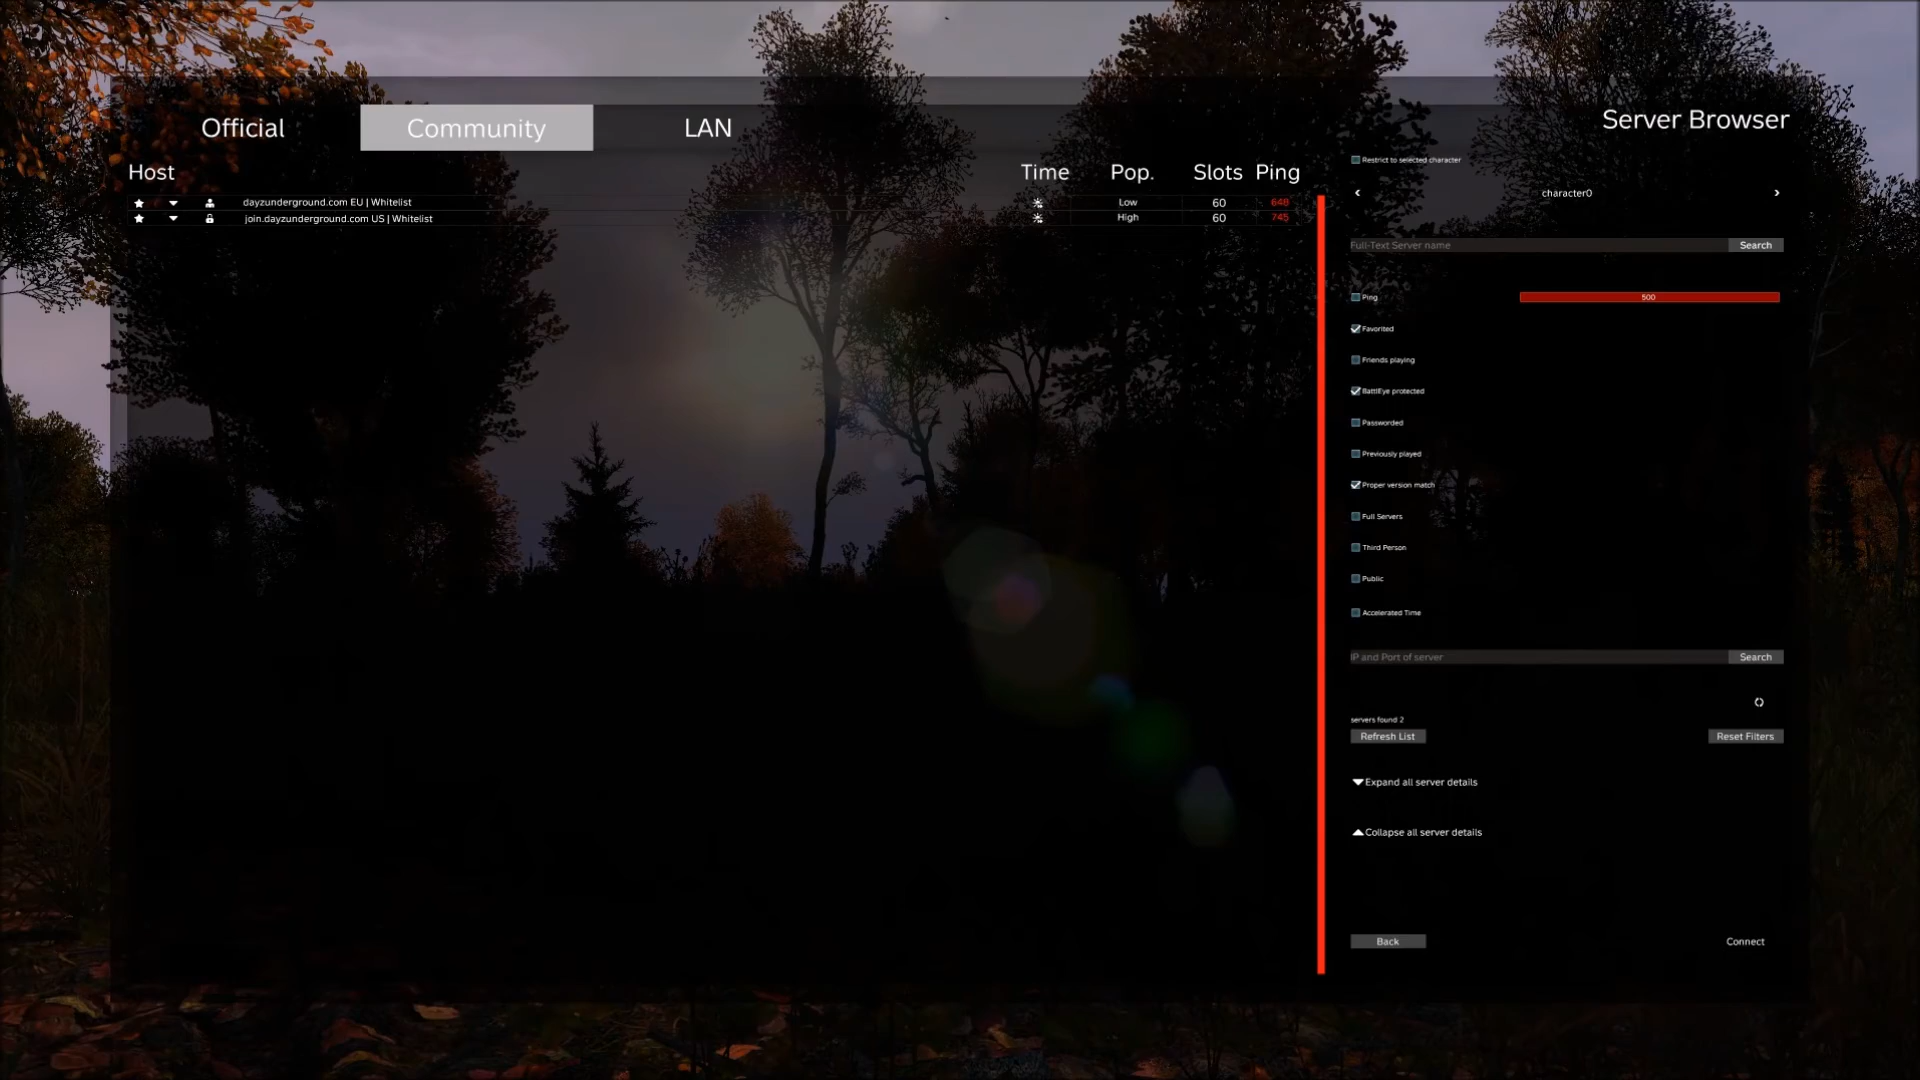 Official
Community
LAN
Server Browser
Host
Time
Pop.
Slots
Ping
dayzunderground.com EU | Whitelist
Low
60
648
join.dayzunderground.com US | Whitelist
High
60
745
Restrict to selected character
character0
Full-Text Server name
Search
Ping
500
Favorited
Friends playing
BattlEye protected
Passworded
Previously played
Proper version match
Full Servers
Third Person
Public
Accelerated Time
IP and Port of server
Search
servers found 2
Refresh List
Reset Filters
Expand all server details
Collapse all server details
Back
Connect